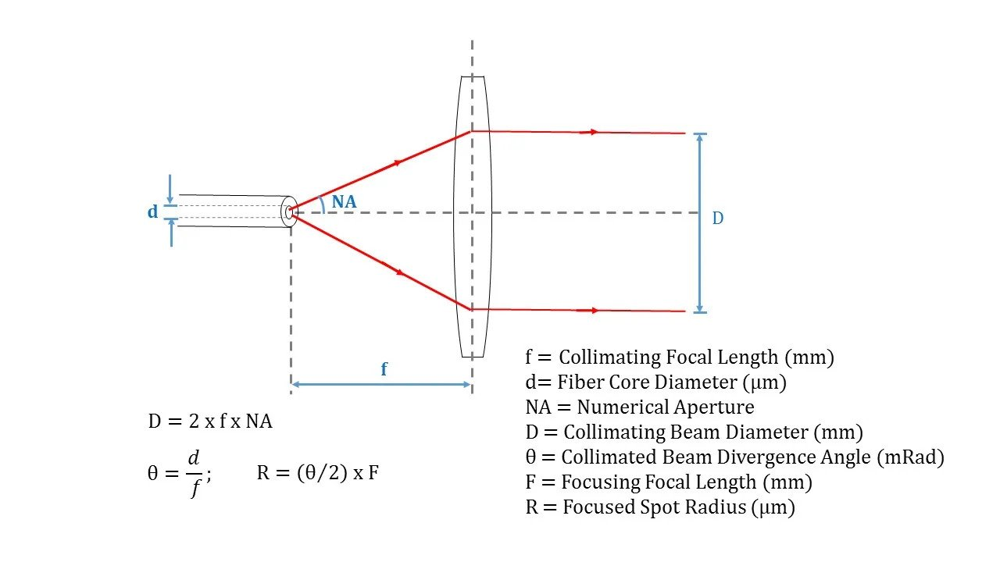 NA
d
D
f
D = 2 x f x NA
θ = d/f;
R = (θ/2) x F
f = Collimating Focal Length (mm)
d= Fiber Core Diameter (μm)
NA = Numerical Aperture
D = Collimating Beam Diameter (mm)
θ = Collimated Beam Divergence Angle (mRad)
F = Focusing Focal Length (mm)
R = Focused Spot Radius (μm)